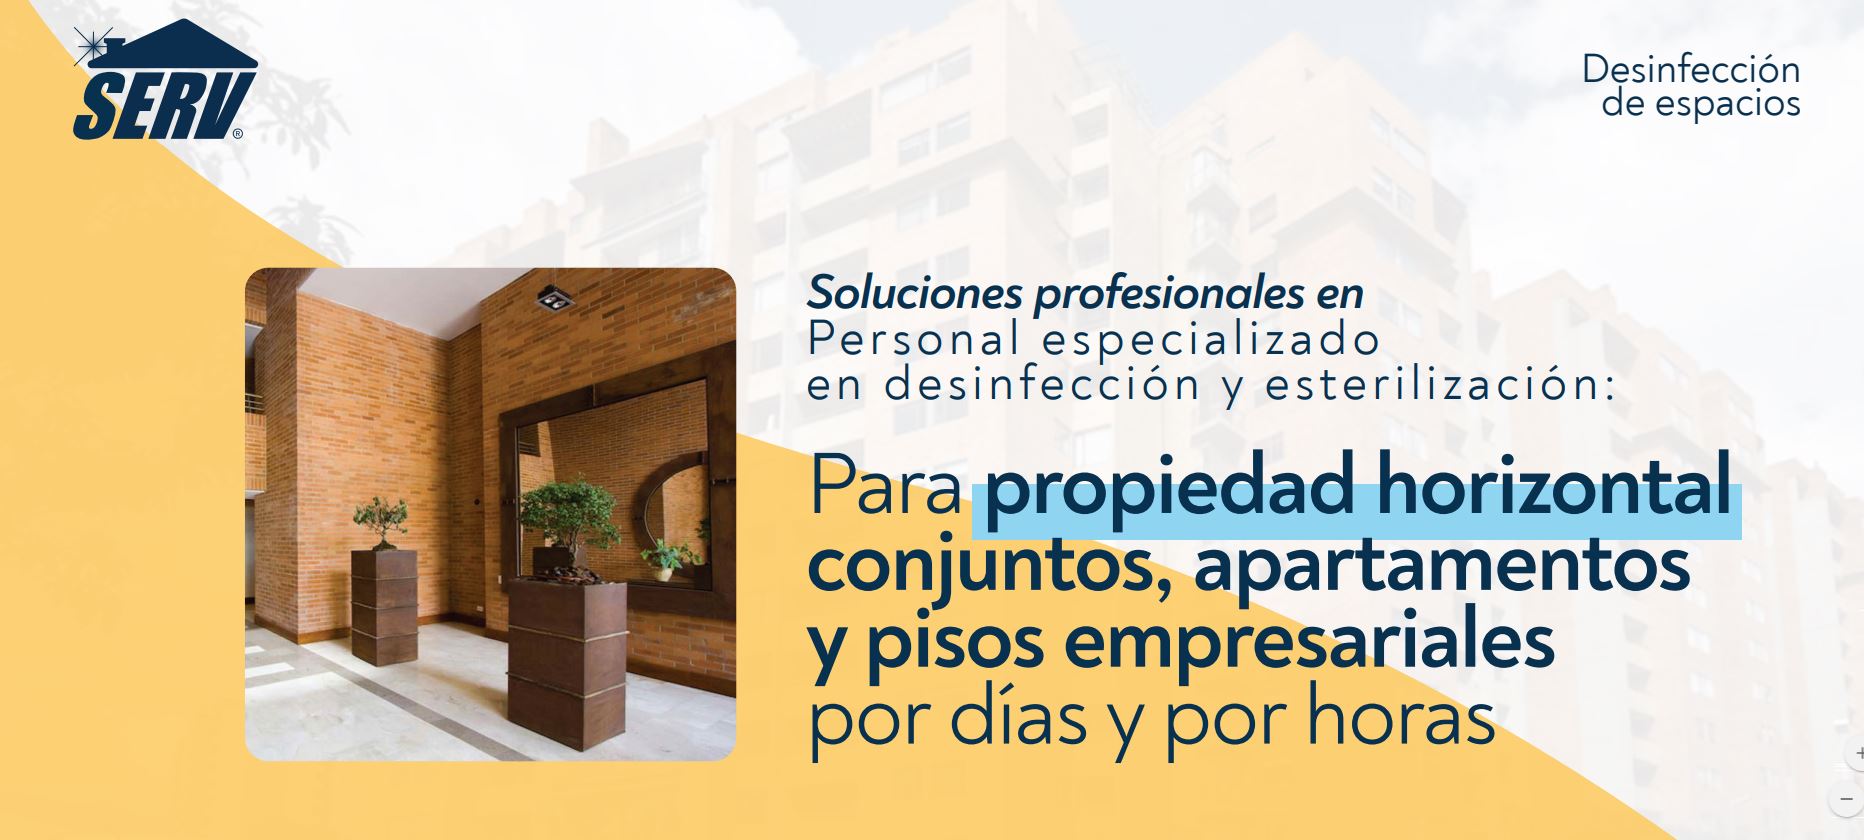 SERV®
Desinfección
de espacios
Soluciones profesionales en
Personal especializado
en desinfección y esterilización:
Para propiedad horizontal
conjuntos, apartamentos
y pisos empresariales
por días y por horas